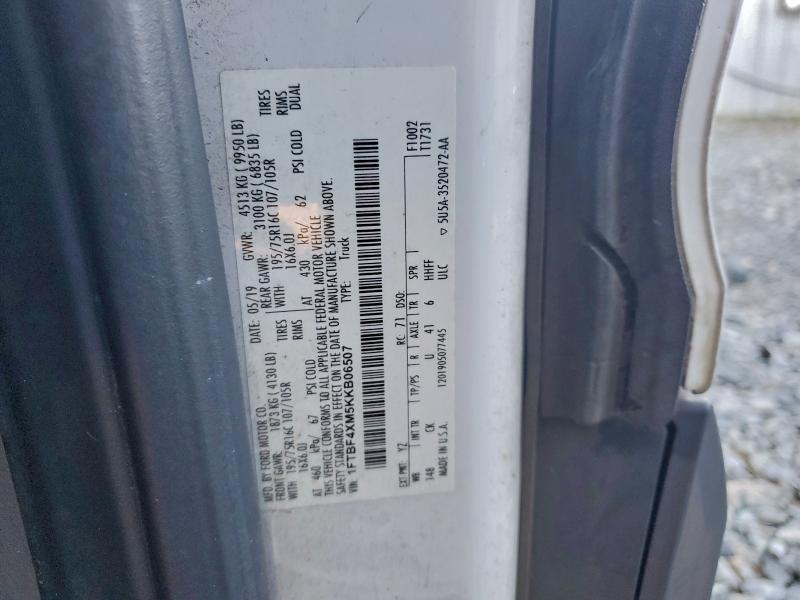 MFD. BY FORD MOTOR CO.
DATE: 05/19 GVWR: 4513 KG ( 9950 LB)
FRONT GAWR: 1873 KG ( 4130 LB) REAR GAWR: 3100 KG ( 6835 LB)
WITH 195/75R16C 107/105R TIRES WITH 195/75R16C 107/105R TIRES
16X6.0J RIMS 16X6.0J RIMS
AT 460 kPa/ 67 PSI COLD AT 430 kPa/ 62 PSI COLD DUAL
THIS VEHICLE CONFORMS TO ALL APPLICABLE FEDERAL MOTOR VEHICLE
SAFETY STANDARDS IN EFFECT ON THE DATE OF MANUFACTURE SHOWN ABOVE.
VIN: 1FTBF4XM5KKB06507 TYPE: Truck
EXT PNT: YZ RC: 71 DSO: F1002
WB INT TR TP/PS R AXLE TR SPR T1731
148 CK U 41 6 HHFF
MADE IN U.S.A. 1201905077445 ULC ▽ 5U5A-3520472-AA